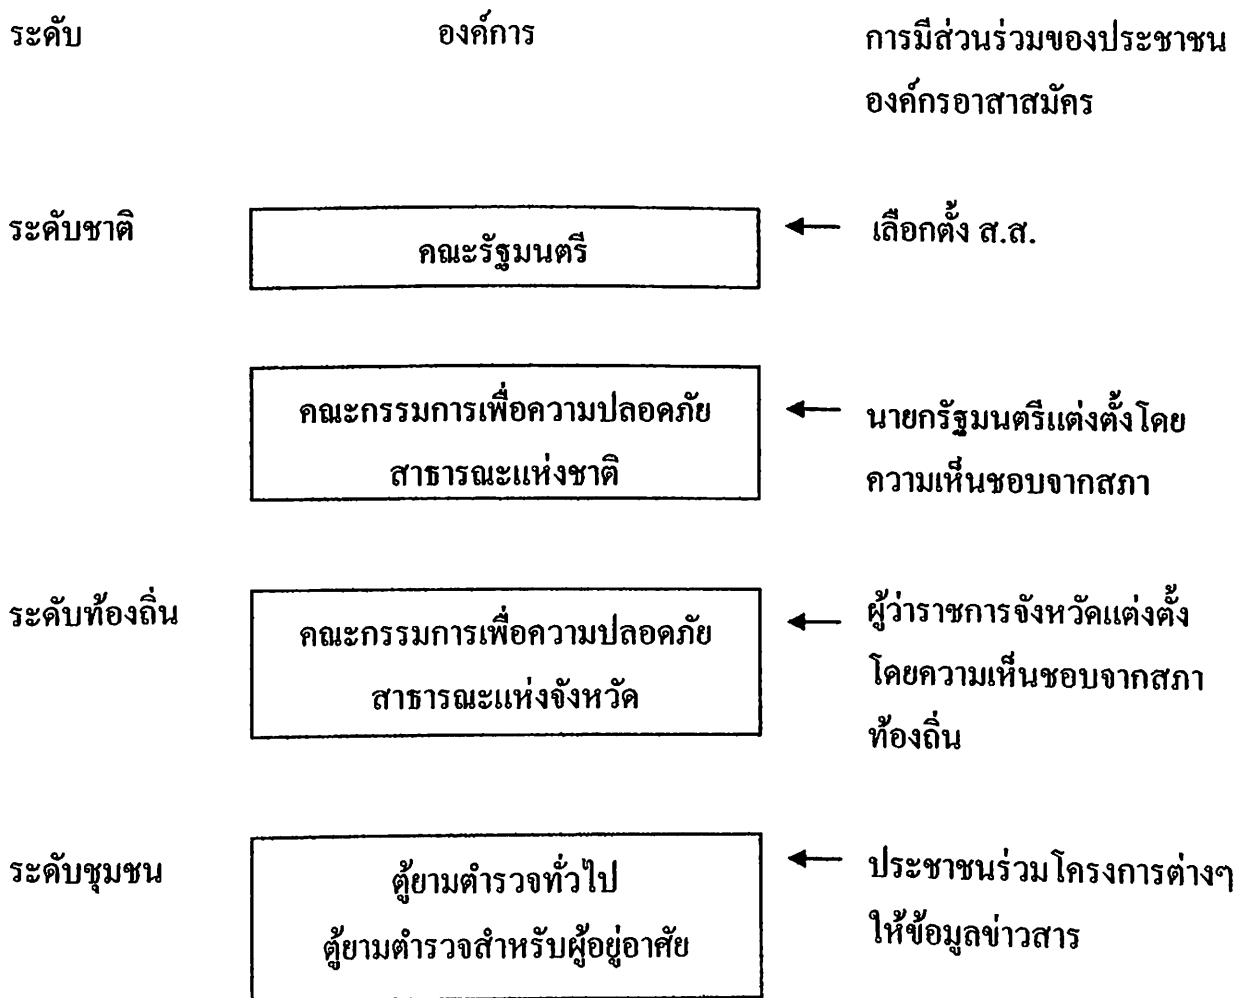 ระดับ องค์การ การมีส่วนร่วมของประชาชน
องค์กรอาสาสมัคร
ระดับชาติ คณะรัฐมนตรี เลือกตั้ง ส.ส.
คณะกรรมการเพื่อความปลอดภัย
สาธารณะแห่งชาติ
นายกรัฐมนตรีแต่งตั้งโดย
ความเห็นชอบจากสภา
ระดับท้องถิ่น
คณะกรรมการเพื่อความปลอดภัย
สาธารณะแห่งจังหวัด
ผู้ว่าราชการจังหวัดแต่งตั้ง
โดยความเห็นชอบจากสภา
ท้องถิ่น
ระดับชุมชน
ตู้ยามตำรวจทั่วไป
ตู้ยามตำรวจสำหรับผู้อยู่อาศัย
ประชาชนร่วมโครงการต่างๆ
ให้ข้อมูลข่าวสาร